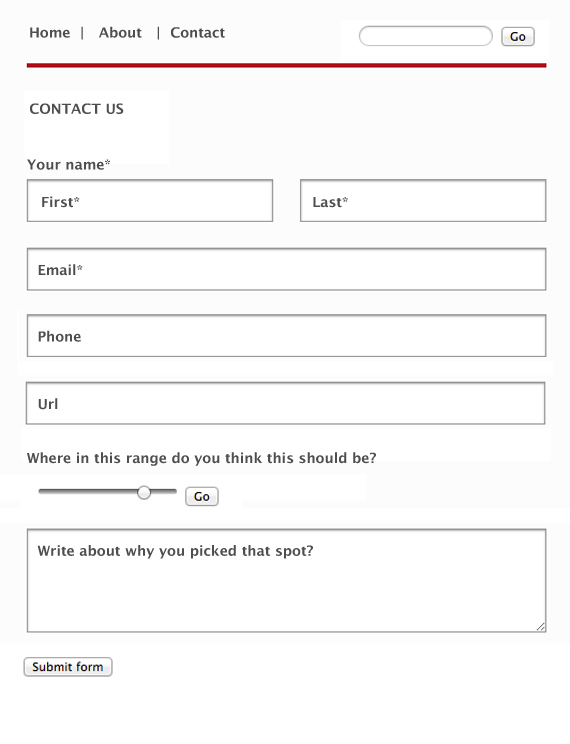 Home | About | Contact Go
CONTACT US
Your name*
First* Last*
Email*
Phone
Url
Where in this range do you think this should be?
Go
Write about why you picked that spot?
Submit form